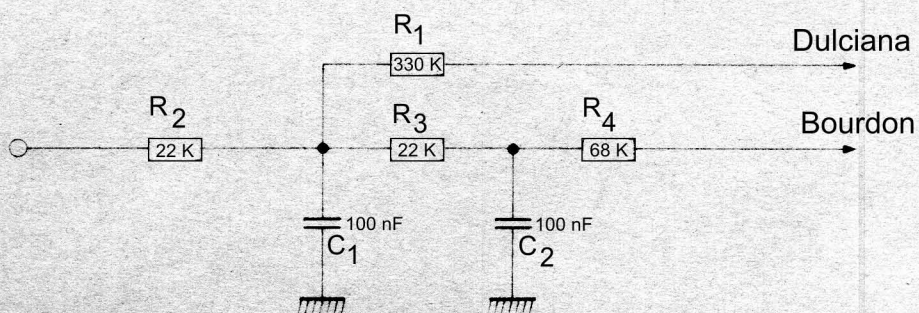 R1
330 K
Dulciana
R2
22 K
R3
22 K
R4
68 K
Bourdon
100 nF
C1
100 nF
C2